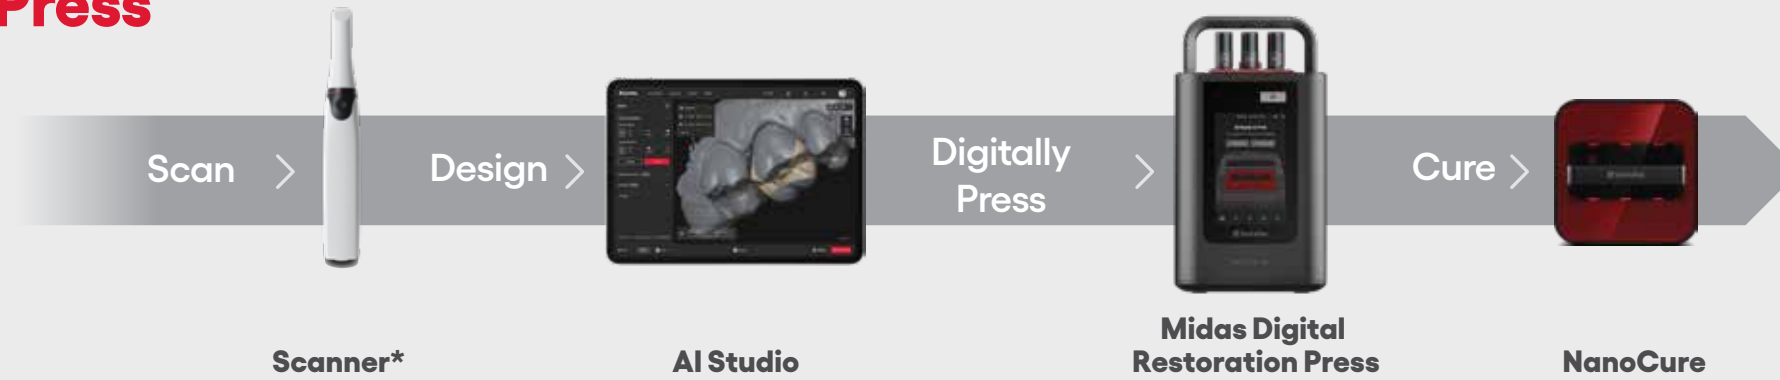 Press
Scan
Design
Digitally
Press
Cure
Scanner*
AI Studio
Midas Digital
Restoration Press
NanoCure